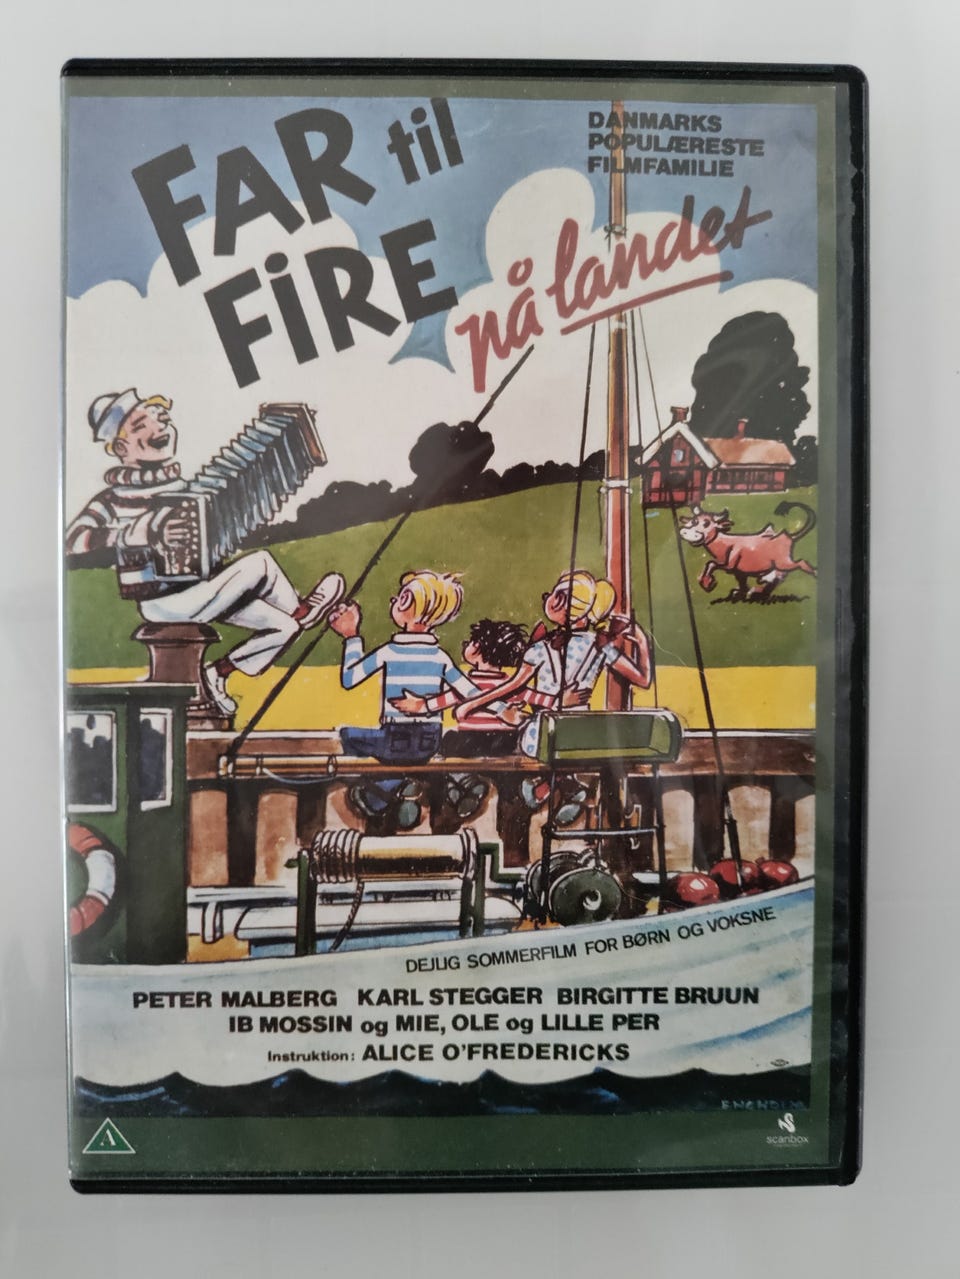 FAR til
FiRE
på landet
DANMARKS
POPULÆRESTE
FILMFAMILIE
DEJLIG SOMMERFILM FOR BØRN OG VOKSNE
PETER MALBERG KARL STEGGER BIRGITTE BRUUN
IB MOSSIN og MIE, OLE og LILLE PER
Instruktion: ALICE O'FREDERICKS
A
scanbox